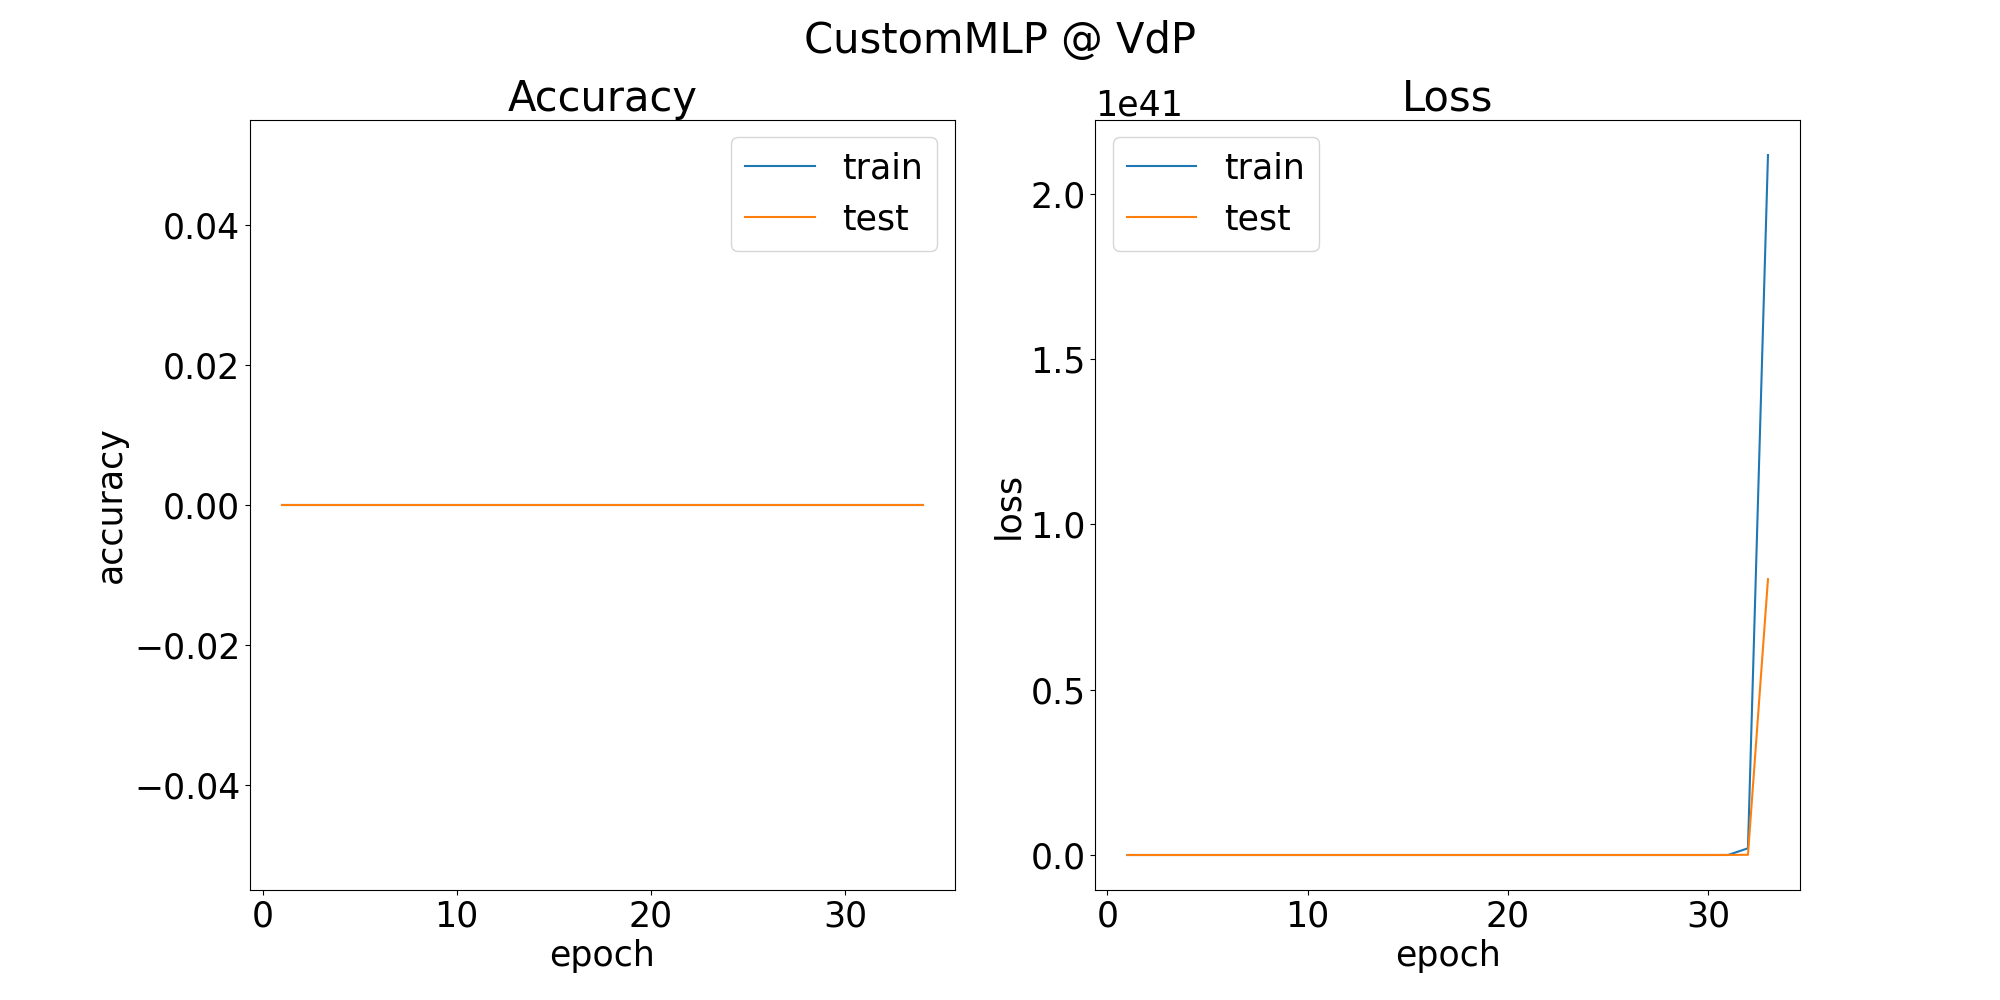 CustomMLP @ VdP
Accuracy
train
test
0.04
0.02
0.00
−0.02
−0.04
accuracy
0 10 20 30
epoch
Loss
1e41
train
test
2.0
1.5
1.0
0.5
0.0
loss
0 10 20 30
epoch